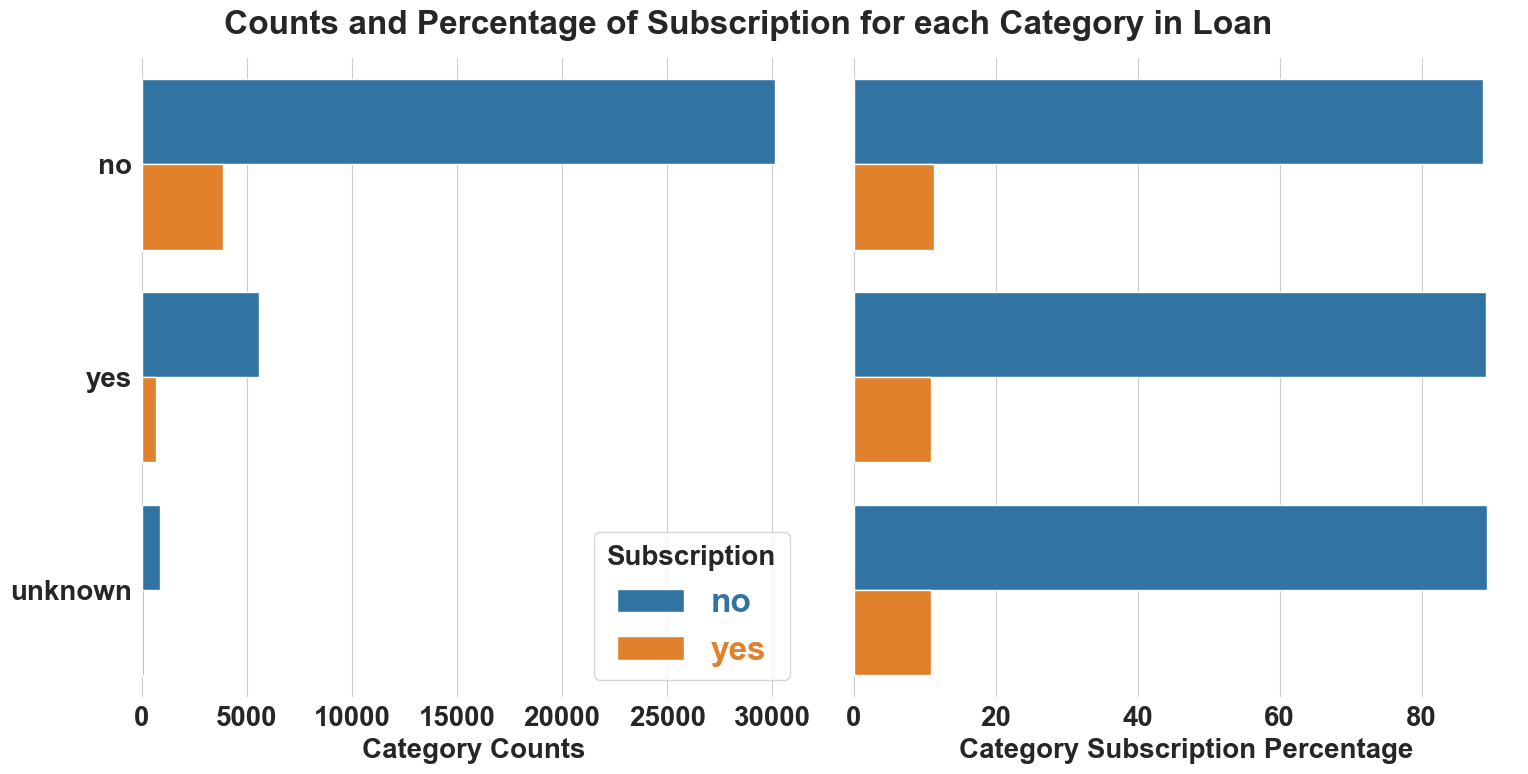 Counts and Percentage of Subscription for each Category in Loan
no
yes
unknown
Subscription
no
yes
0 5000 10000 15000 20000 25000 30000
Category Counts
0 20 40 60 80
Category Subscription Percentage